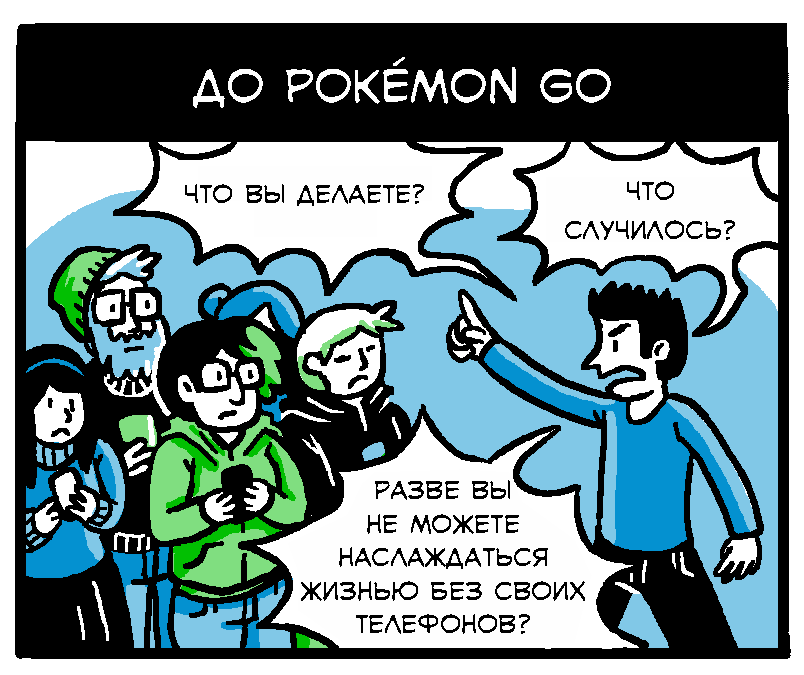 ДО POKÉMON GO
ЧТО ВЫ ДЕЛАЕТЕ?
ЧТО
СЛУЧИЛОСЬ?
РАЗВЕ ВЫ
НЕ МОЖЕТЕ
НАСЛАЖДАТЬСЯ
ЖИЗНЬЮ БЕЗ СВОИХ
ТЕЛЕФОНОВ?